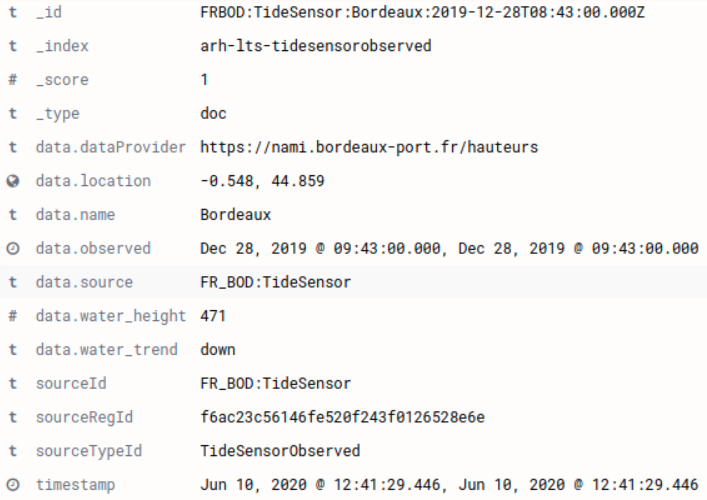 t _id FRBOD:TideSensor:Bordeaux:2019-12-28T08:43:00.000Z
t _index arh-lts-tidesensorobserved
# _score 1
t _type doc
t data.dataProvider https://nami.bordeaux-port.fr/hauteurs
data.location -0.548, 44.859
t data.name Bordeaux
data.observed Dec 28, 2019 @ 09:43:00.000, Dec 28, 2019 @ 09:43:00.000
t data.source FR_BOD:TideSensor
# data.water_height 471
t data.water_trend down
t sourceId FR_BOD:TideSensor
t sourceRegId f6ac23c56146fe520f243f0126528e6e
t sourceTypeId TideSensorObserved
timestamp Jun 10, 2020 @ 12:41:29.446, Jun 10, 2020 @ 12:41:29.446